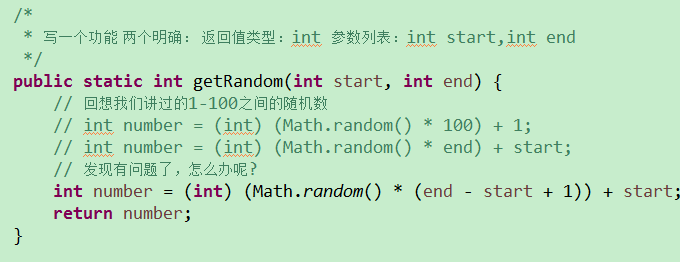 /*
 * 写一个功能 两个明确： 返回值类型：int 参数列表：int start,int end
 */
public static int getRandom(int start, int end) {
    // 回想我们讲过的1-100之间的随机数
    // int number = (int) (Math.random() * 100) + 1;
    // int number = (int) (Math.random() * end) + start;
    // 发现有问题了，怎么办呢?
    int number = (int) (Math.random() * (end - start + 1)) + start;
    return number;
}